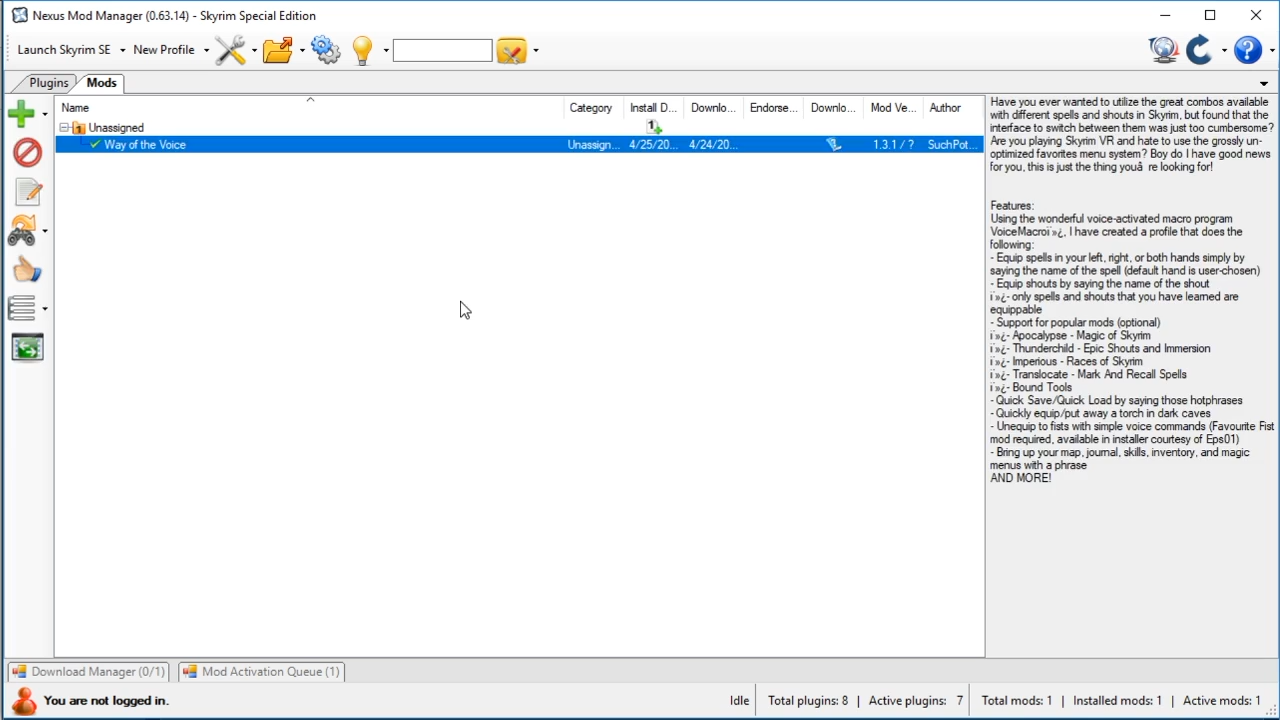 Nexus Mod Manager (0.63.14) - Skyrim Special Edition
Launch Skyrim SE New Profile
Plugins Mods
Name Category Install D... Downlo... Endorse... Downlo... Mod Ve... Author
Unassigned
Way of the Voice Unassign... 4/25/20... 4/24/20... 1.3.1 / ? SuchPot...
Have you ever wanted to utilize the great combos available
with different spells and shouts in Skyrim, but found that the
interface to switch between them was just too cumbersome?
Are you playing Skyrim VR and hate to use the grossly un-
optimized favorites menu system? Boy do I have good news
for you, this is just the thing youâ re looking for!
Features:
Using the wonderful voice-activated macro program
VoiceMacroï»¿, I have created a profile that does the
following:
- Equip spells in your left, right, or both hands simply by
saying the name of the spell (default hand is user-chosen)
- Equip shouts by saying the name of the shout
ï»¿- only spells and shouts that you have learned are
equippable
- Support for popular mods (optional)
ï»¿- Apocalypse - Magic of Skyrim
ï»¿- Thunderchild - Epic Shouts and Immersion
ï»¿- Imperious - Races of Skyrim
ï»¿- Translocate - Mark And Recall Spells
ï»¿- Bound Tools
- Quick Save/Quick Load by saying those hotphrases
- Quickly equip/put away a torch in dark caves
- Unequip to fists with simple voice commands (Favourite Fist
mod required, available in installer courtesy of Eps01)
- Bring up your map, journal, skills, inventory, and magic
menus with a phrase
AND MORE!
Download Manager (0/1) Mod Activation Queue (1)
You are not logged in. Idle Total plugins: 8 | Active plugins: 7 Total mods: 1 | Installed mods: 1 | Active mods: 1